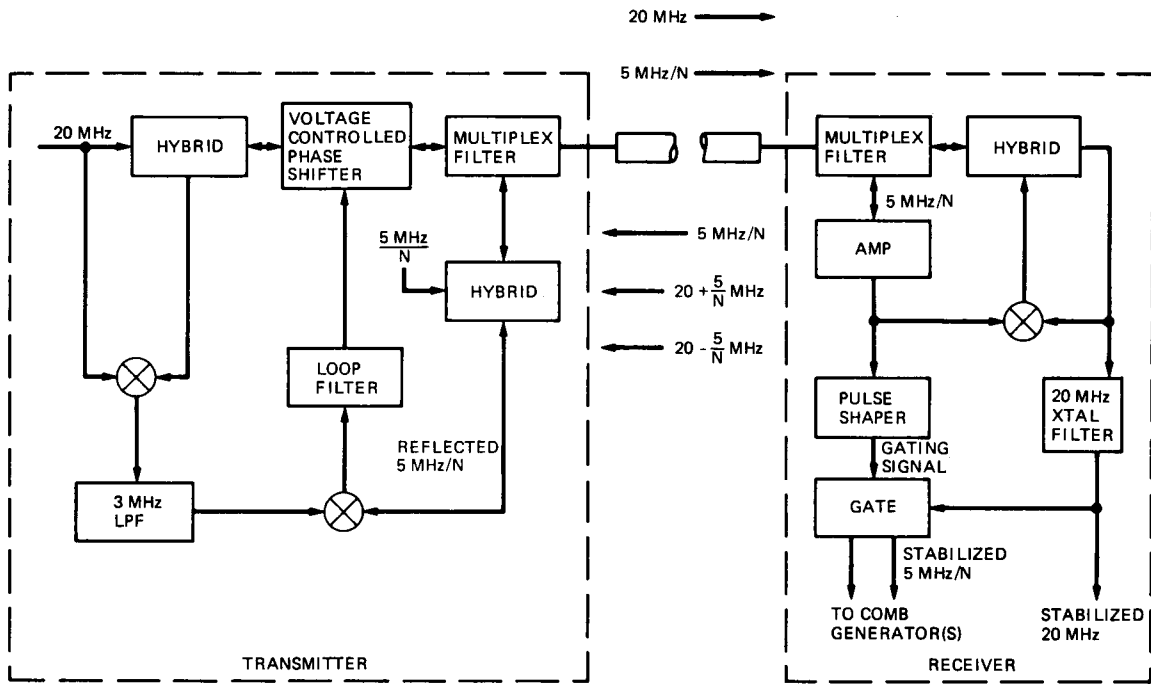 20 MHz
5 MHz/N
20 MHz
HYBRID
VOLTAGE
CONTROLLED
PHASE
SHIFTER
MULTIPLEX
FILTER
5 MHz
N
HYBRID
LOOP
FILTER
REFLECTED
5 MHz/N
3 MHz
LPF
TRANSMITTER
5 MHz/N
20 + 5/N MHz
20 - 5/N MHz
MULTIPLEX
FILTER
HYBRID
5 MHz/N
AMP
PULSE
SHAPER
20 MHz
XTAL
FILTER
GATING
SIGNAL
GATE
STABILIZED
5 MHz/N
TO COMB
GENERATOR(S)
STABILIZED
20 MHz
RECEIVER